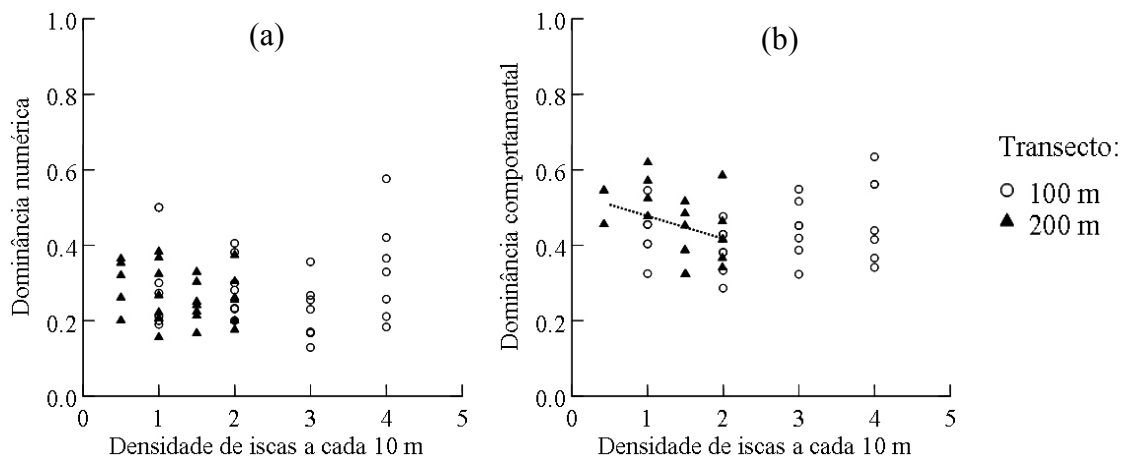 (a)
Dominância numérica
1.0
0.8
0.6
0.4
0.2
0.0
0 1 2 3 4 5
Densidade de iscas a cada 10 m
(b)
Dominância comportamental
1.0
0.8
0.6
0.4
0.2
0.0
0 1 2 3 4 5
Densidade de iscas a cada 10 m
Transecto:
100 m
200 m